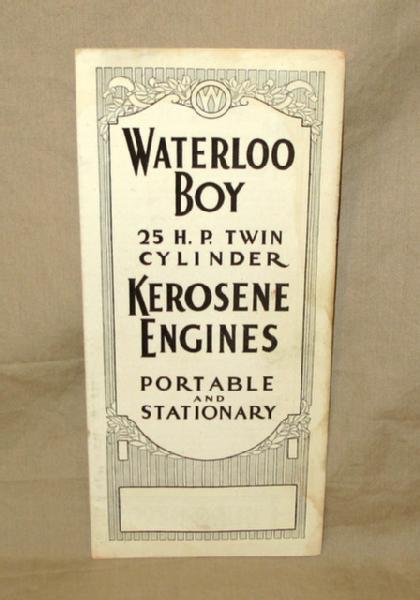 W
WATERLOO
BOY
25 H.P. TWIN
CYLINDER
KEROSENE
ENGINES
PORTABLE
AND
STATIONARY